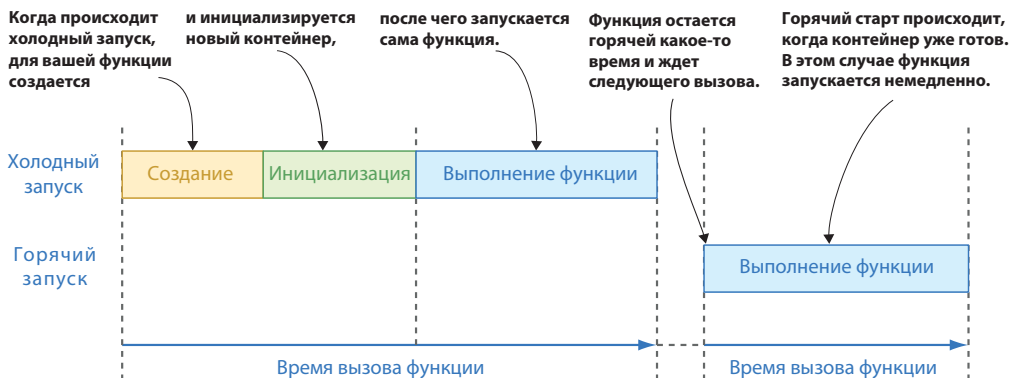 Когда происходит
холодный запуск,
для вашей функции
создается
и инициализируется
новый контейнер,
после чего запускается
сама функция.
Функция остается
горячей какое-то
время и ждет
следующего вызова.
Горячий старт происходит,
когда контейнер уже готов.
В этом случае функция
запускается немедленно.
Холодный
запуск
Создание
Инициализация
Выполнение функции
Горячий
запуск
Выполнение функции
Время вызова функции
Время вызова функции